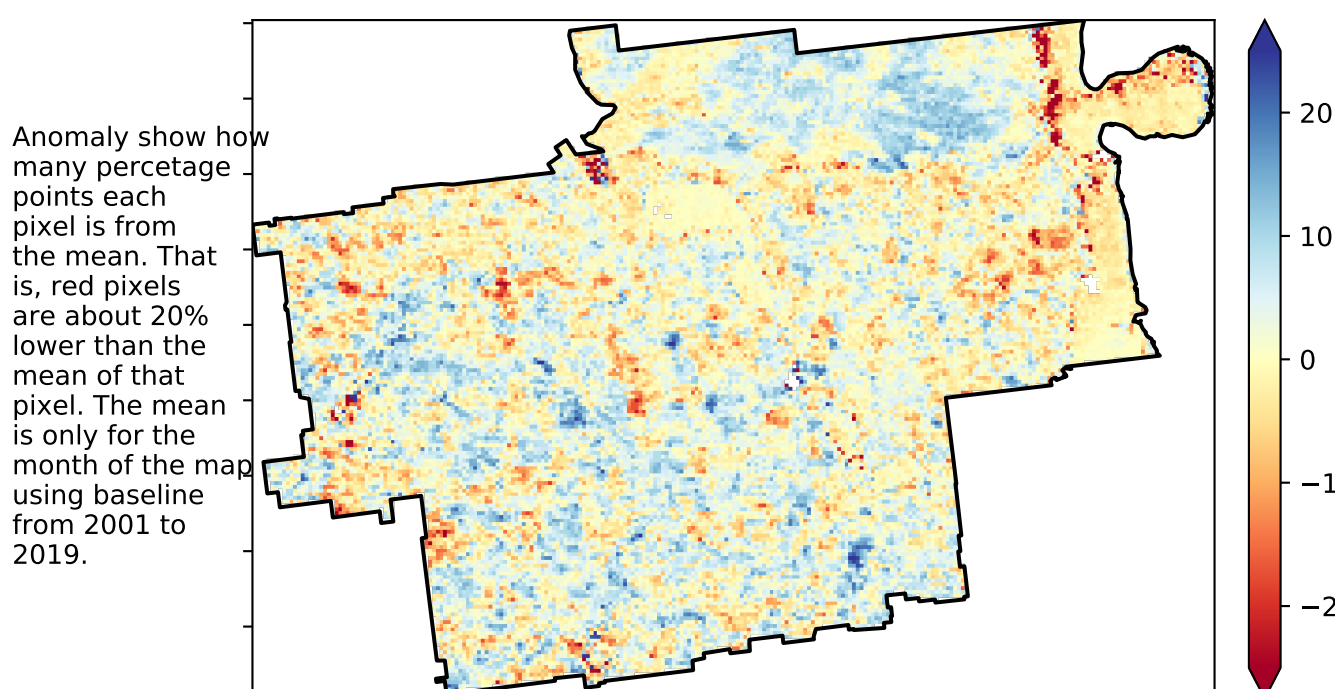 Anomaly show how
many percetage
points each
pixel is from
the mean. That
is, red pixels
are about 20%
lower than the
mean of that
pixel. The mean
is only for the
month of the map
using baseline
from 2001 to
2019.
20
10
0
−1
−2